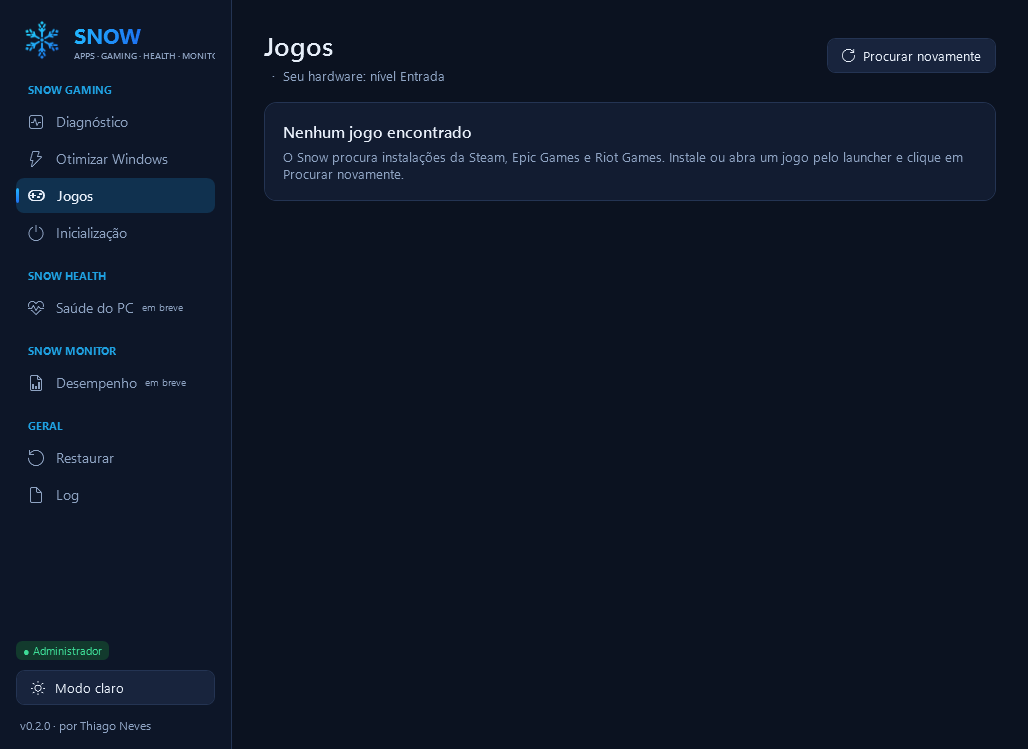 SNOW
APPS · GAMING · HEALTH · MONITO
SNOW GAMING
Diagnóstico
Otimizar Windows
Jogos
Inicialização
SNOW HEALTH
Saúde do PC em breve
SNOW MONITOR
Desempenho em breve
GERAL
Restaurar
Log
● Administrador
Modo claro
v0.2.0 · por Thiago Neves
Jogos
· Seu hardware: nível Entrada
Procurar novamente
Nenhum jogo encontrado
O Snow procura instalações da Steam, Epic Games e Riot Games. Instale ou abra um jogo pelo launcher e clique em
Procurar novamente.